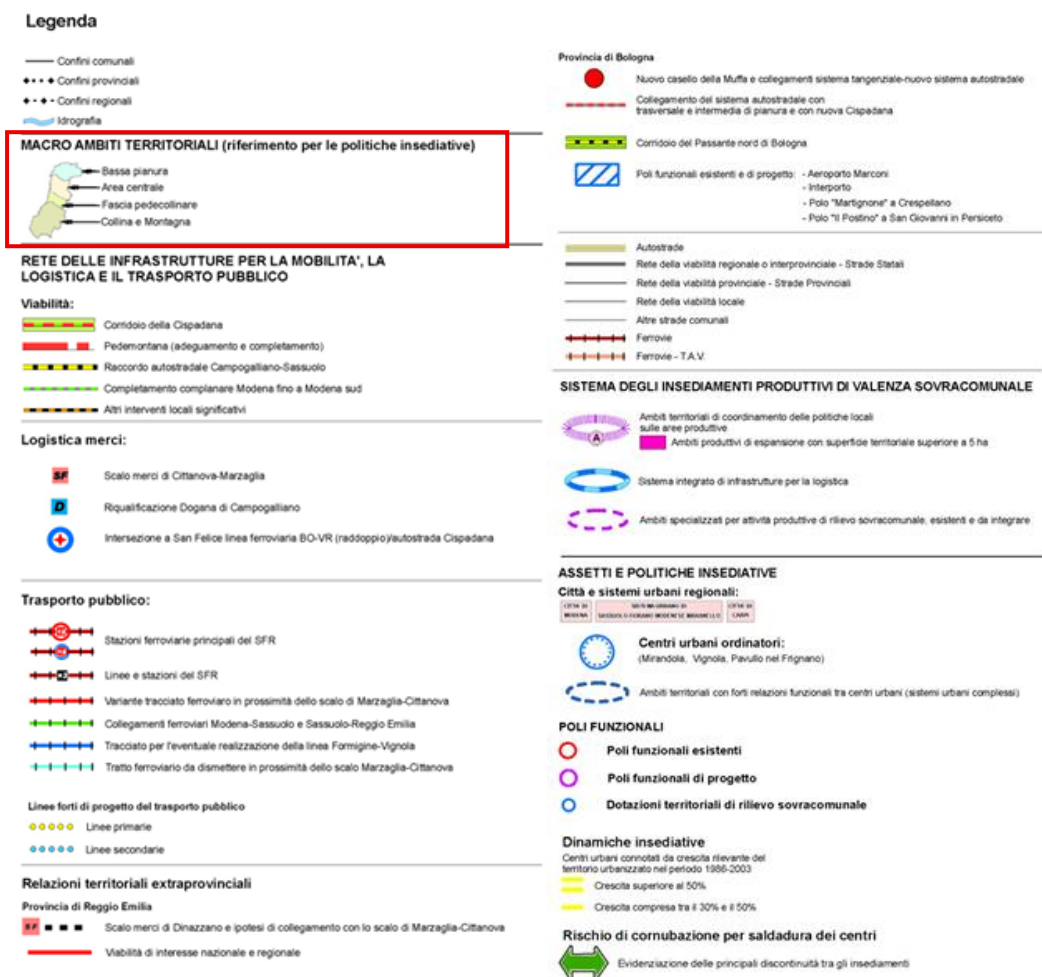 Legenda
Confini comunali
Confini provinciali
Confini regionali
Idrografia
MACRO AMBITI TERRITORIALI (riferimento per le politiche insediative)
Bassa pianura
Area centrale
Fascia pedecollinare
Collina e Montagna
RETE DELLE INFRASTRUTTURE PER LA MOBILITA', LA
LOGISTICA E IL TRASPORTO PUBBLICO
Viabilità:
Corridoio della Cispadana
Pedemontana (adeguamento e completamento)
Raccordo autostradale Campogalliano-Sassuolo
Completamento complanare Modena fino a Modena sud
Altri interventi locali significativi
Logistica merci:
SF
Scalo merci di Cittanova-Marzaglia
D
Riqualificazione Dogana di Campogalliano
Intersezione a San Felice linea ferroviaria BO-VR (raddoppio)/autostrada Cispadana
Trasporto pubblico:
Stazioni ferroviarie principali del SFR
Linee e stazioni del SFR
Variante tracciato ferroviaro in prossimità dello scalo di Marzaglia-Cittanova
Collegamenti ferroviari Modena-Sassuolo e Sassuolo-Reggio Emilia
Tracciato per l'eventuale realizzazione della linea Formigine-Vignola
Tratto ferroviario da dismettere in prossimità dello scalo Marzaglia-Cittanova
Linee forti di progetto del trasporto pubblico
Linee primarie
Linee secondarie
Relazioni territoriali extraprovinciali
Provincia di Reggio Emilia
SF
Scalo merci di Dinazzano e ipotesi di collegamento con lo scalo di Marzaglia-Cittanova
Viabilità di interesse nazionale e regionale
Provincia di Bologna
Nuovo casello della Muffa e collegamenti sistema tangenziale-nuovo sistema autostradale
Collegamento del sistema autostradale con
trasversale e intermedia di pianura e con nuova Cispadana
Corridoio del Passante nord di Bologna
Poli funzionali esistenti e di progetto: - Aeroporto Marconi
- Interporto
- Polo "Martignone" a Crespellano
- Polo "Il Postino" a San Giovanni in Persiceto
Autostrade
Rete della viabilità regionale o interprovinciale - Strade Statali
Rete della viabilità provinciale - Strade Provinciali
Rete della viabilità locale
Altre strade comunali
Ferrovie
Ferrovie - T.A.V.
SISTEMA DEGLI INSEDIAMENTI PRODUTTIVI DI VALENZA SOVRACOMUNALE
Ambiti territoriali di coordinamento delle politiche locali
sulle aree produttive
A
Ambiti produttivi di espansione con superficie territoriale superiore a 5 ha
Sistema integrato di infrastrutture per la logistica
Ambiti specializzati per attività produttive di rilievo sovracomunale, esistenti e da integrare
ASSETTI E POLITICHE INSEDIATIVE
Città e sistemi urbani regionali:
CITTA' DI
MODENA
SISTEMA URBANO DI
SASSUOLO FIORANO MODENESE MARANELLO
CITTA' DI
CARPI
Centri urbani ordinatori:
(Mirandola, Vignola, Pavullo nel Frignano)
Ambiti territoriali con forti relazioni funzionali tra centri urbani (sistemi urbani complessi)
POLI FUNZIONALI
Poli funzionali esistenti
Poli funzionali di progetto
Dotazioni territoriali di rilievo sovracomunale
Dinamiche insediative
Centri urbani connotati da crescita rilevante del
territorio urbanizzato nel periodo 1986-2003
Crescita superiore al 50%
Crescita compresa tra il 30% e il 50%
Rischio di cornubazione per saldadura dei centri
Evidenziazione delle principali discontinuità tra gli insediamenti